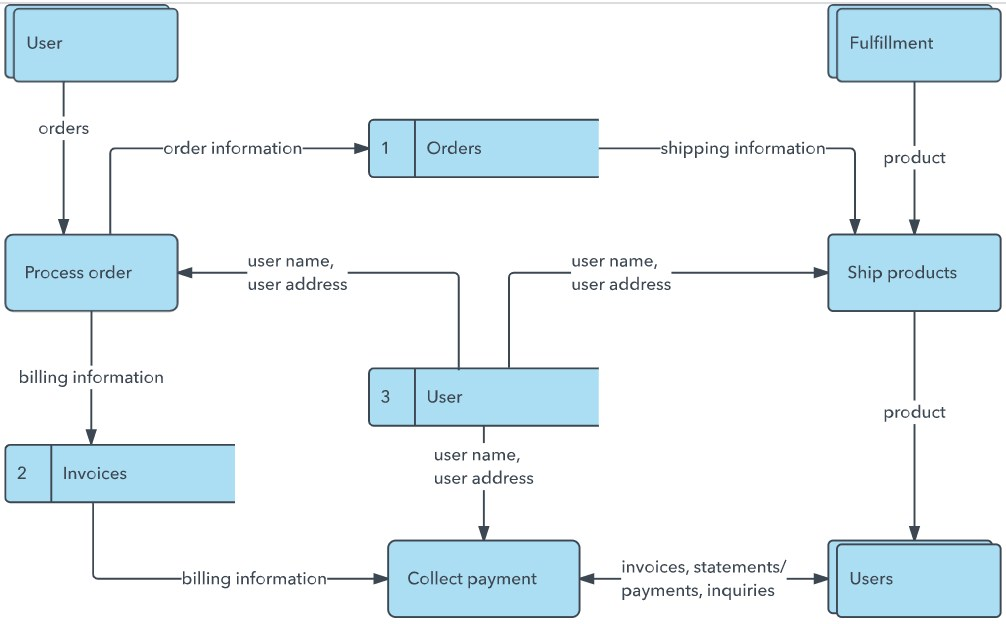 User
Fulfillment
orders
order information
1
Orders
shipping information
product
Process order
user name,
user address
user name,
user address
Ship products
billing information
3
User
product
2
Invoices
user name,
user address
billing information
Collect payment
invoices, statements/
payments, inquiries
Users